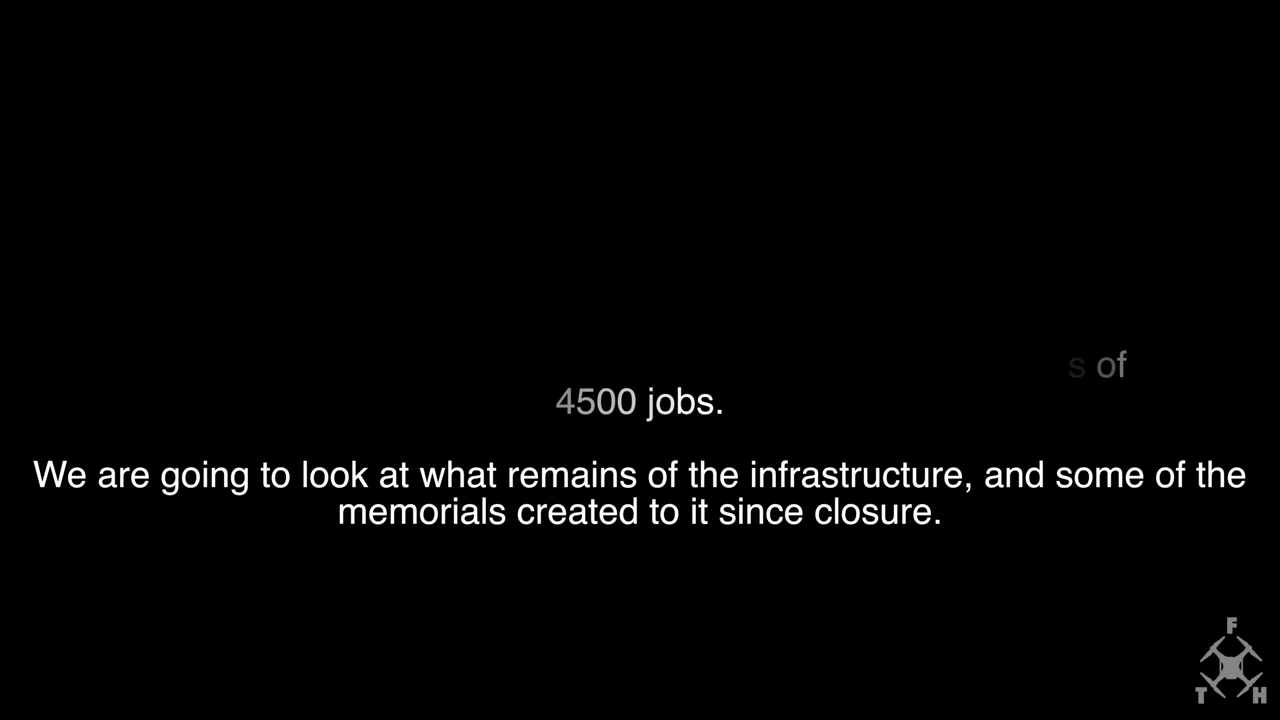 s of
4500 jobs.
We are going to look at what remains of the infrastructure, and some of the
memorials created to it since closure.
F
T H